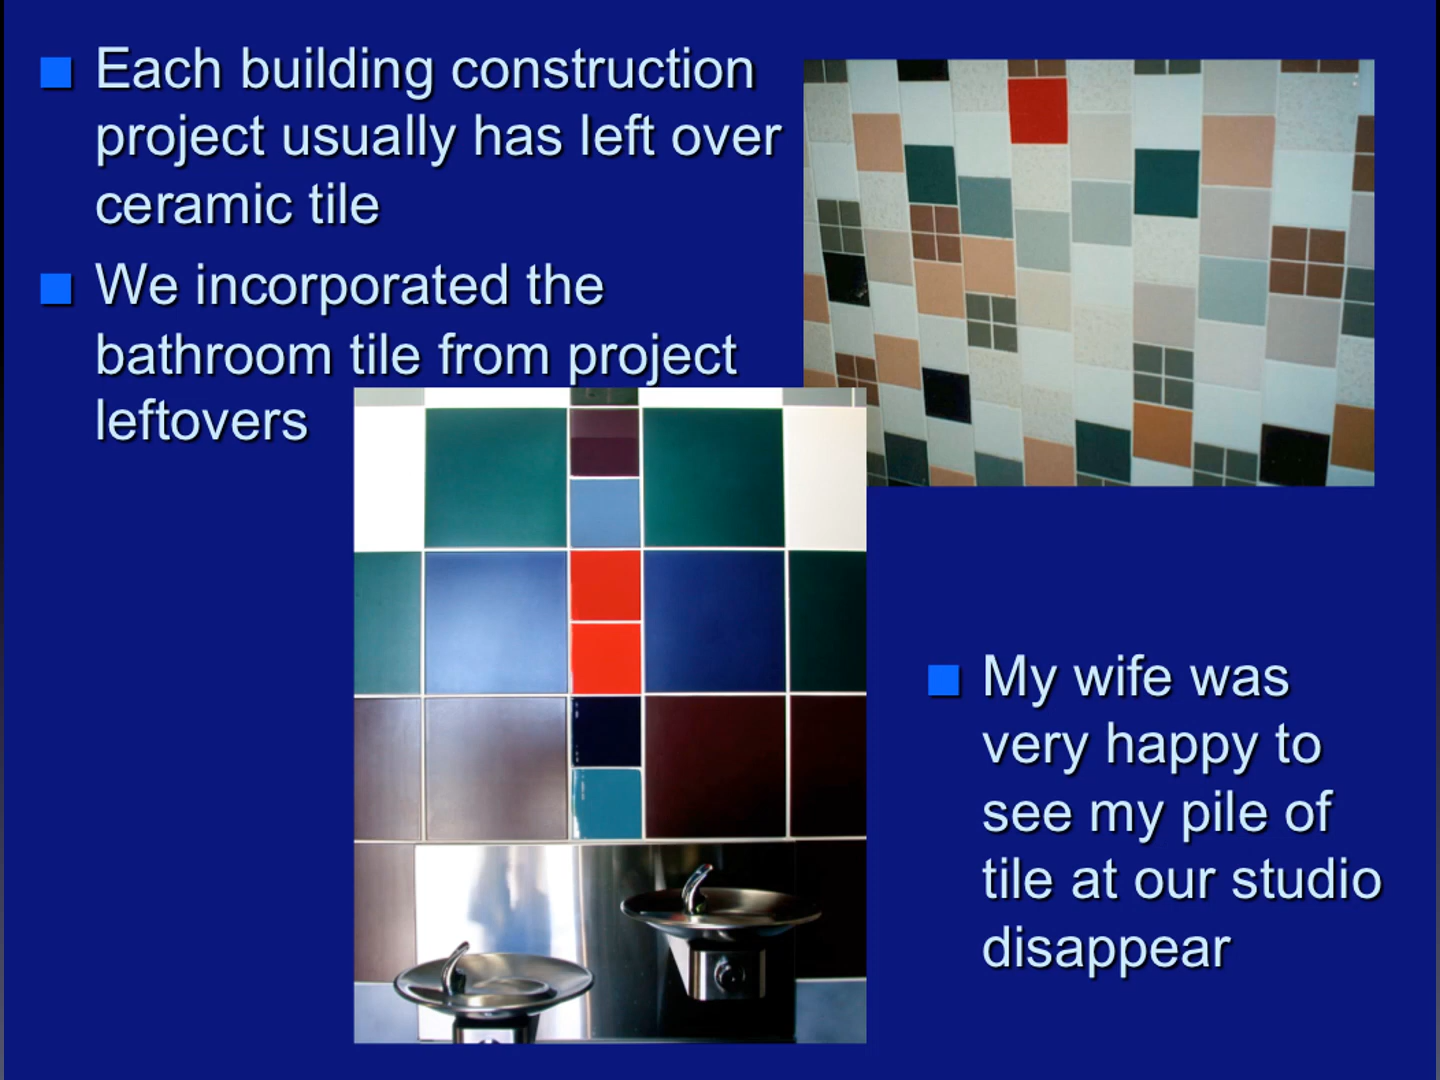 Each building construction
project usually has left over
ceramic tile
We incorporated the
bathroom tile from project
leftovers
My wife was
very happy to
see my pile of
tile at our studio
disappear